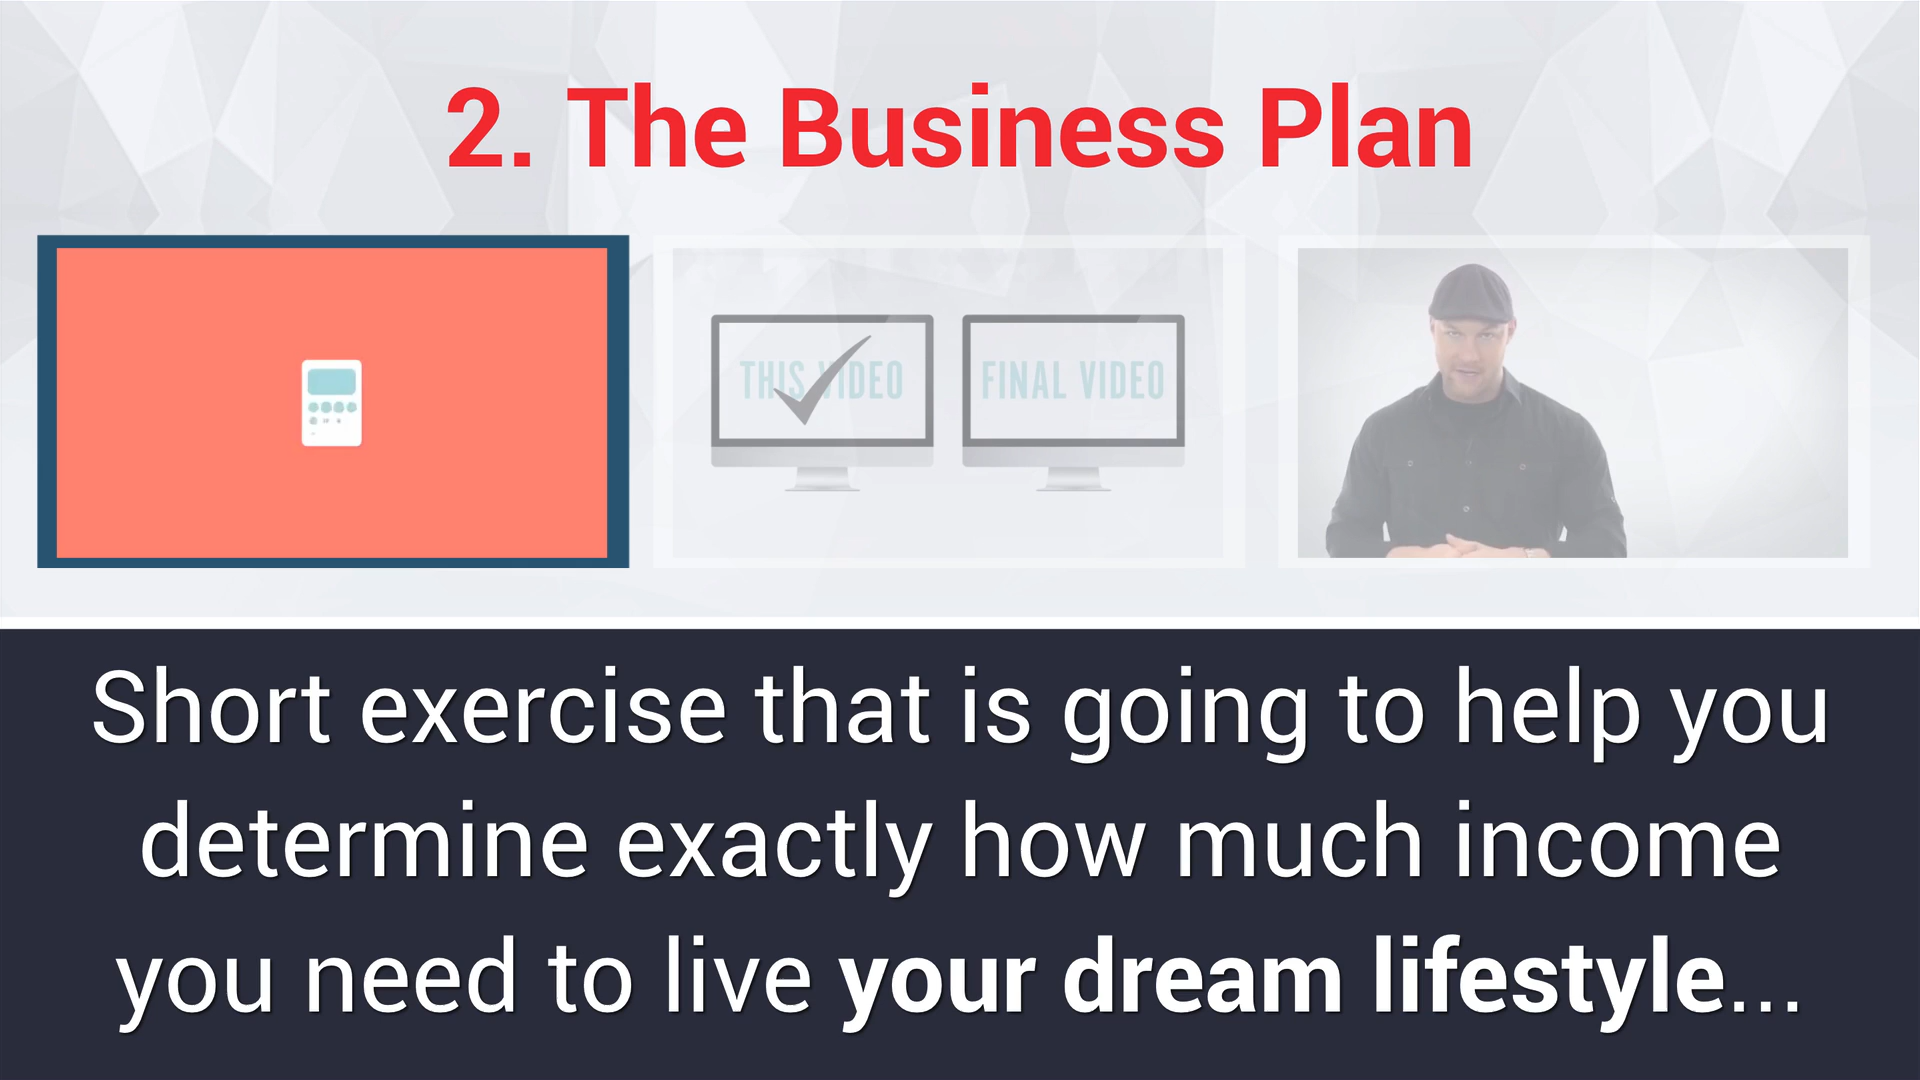 2. The Business Plan
THIS VIDEO
FINAL VIDEO
Short exercise that is going to help you
determine exactly how much income
you need to live your dream lifestyle...